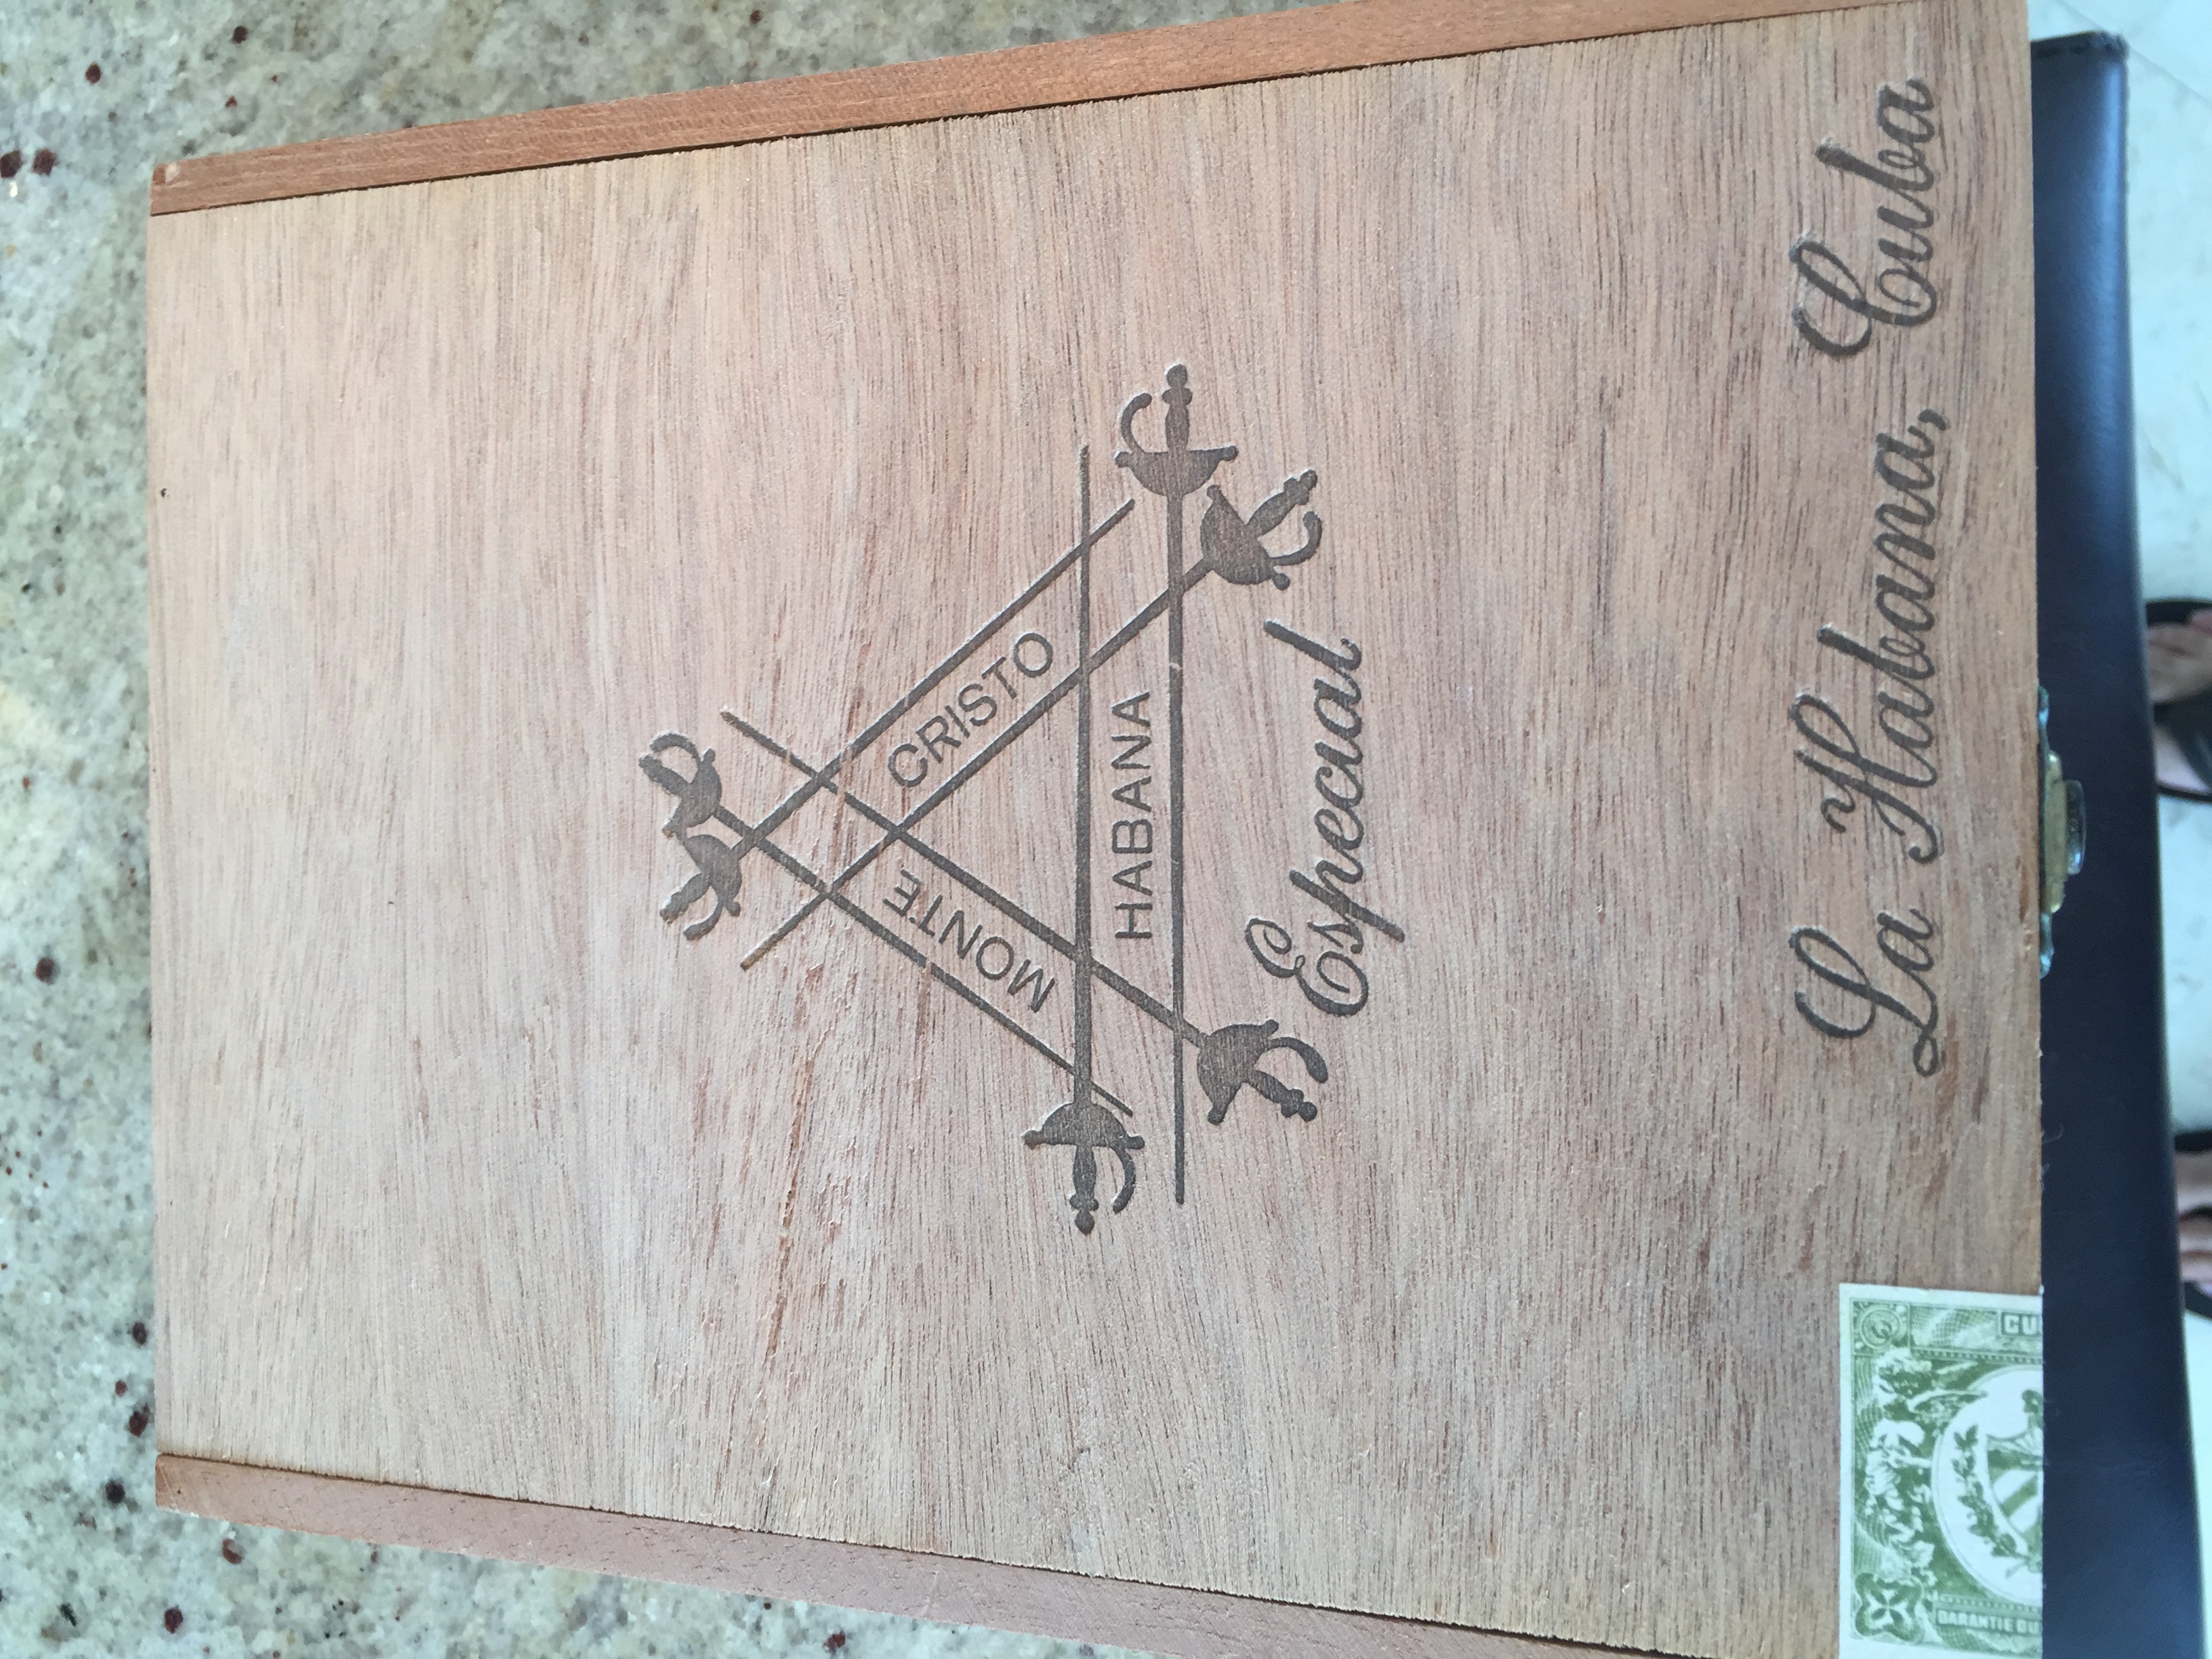 MONTE
CRISTO
HABANA
Especial
La Habana, Cuba